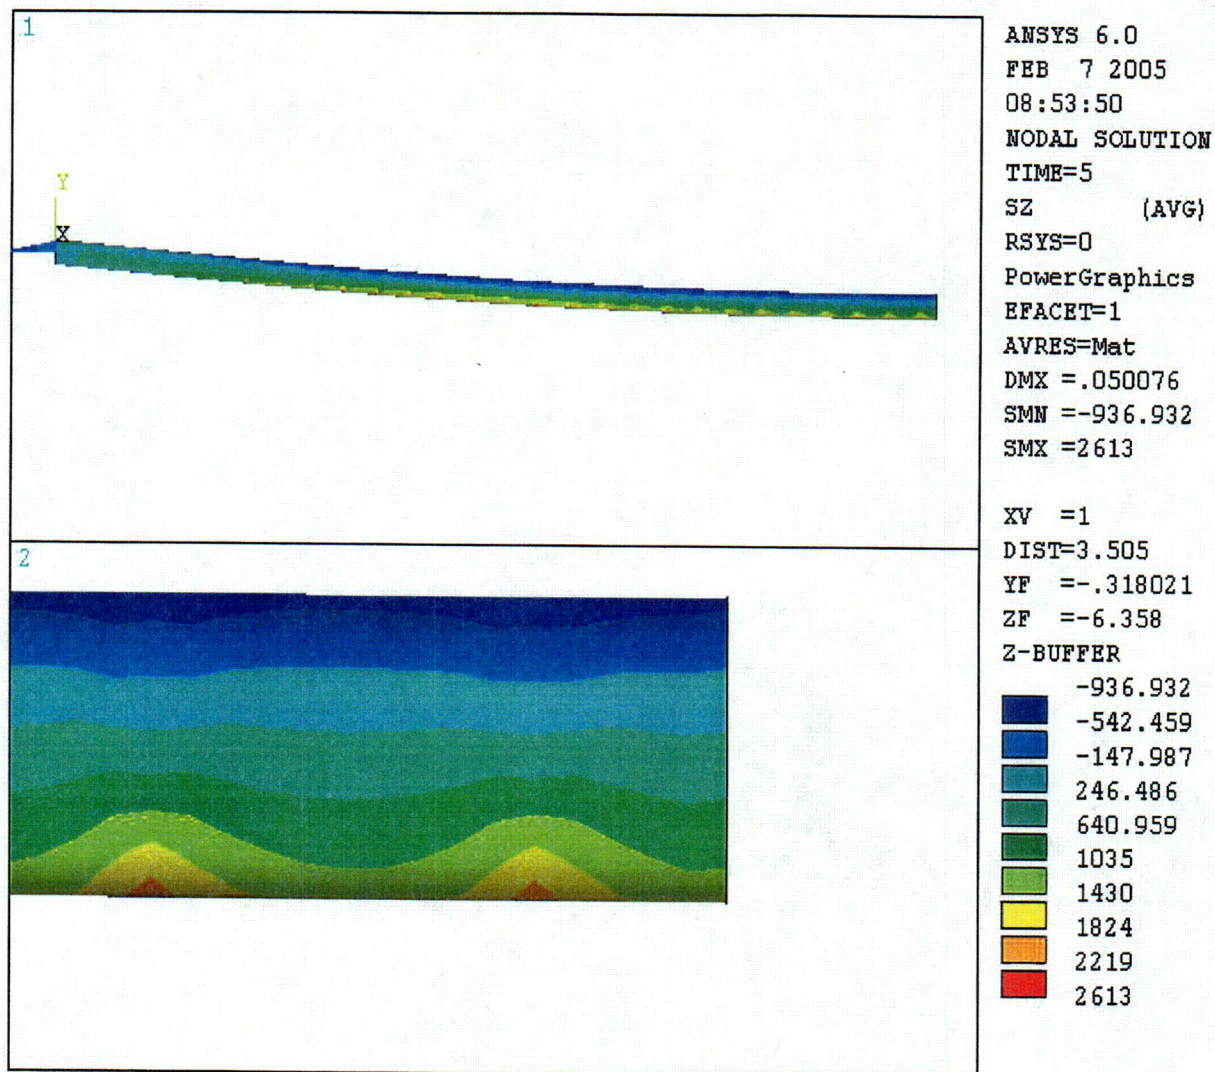 1
Y
X
2
ANSYS 6.0
FEB  7 2005
08:53:50
NODAL SOLUTION
TIME=5
SZ       (AVG)
RSYS=0
PowerGraphics
EFACET=1
AVRES=Mat
DMX =.050076
SMN =-936.932
SMX =2613
XV  =1
DIST=3.505
YF  =-.318021
ZF  =-6.358
Z-BUFFER
-936.932
-542.459
-147.987
246.486
640.959
1035
1430
1824
2219
2613